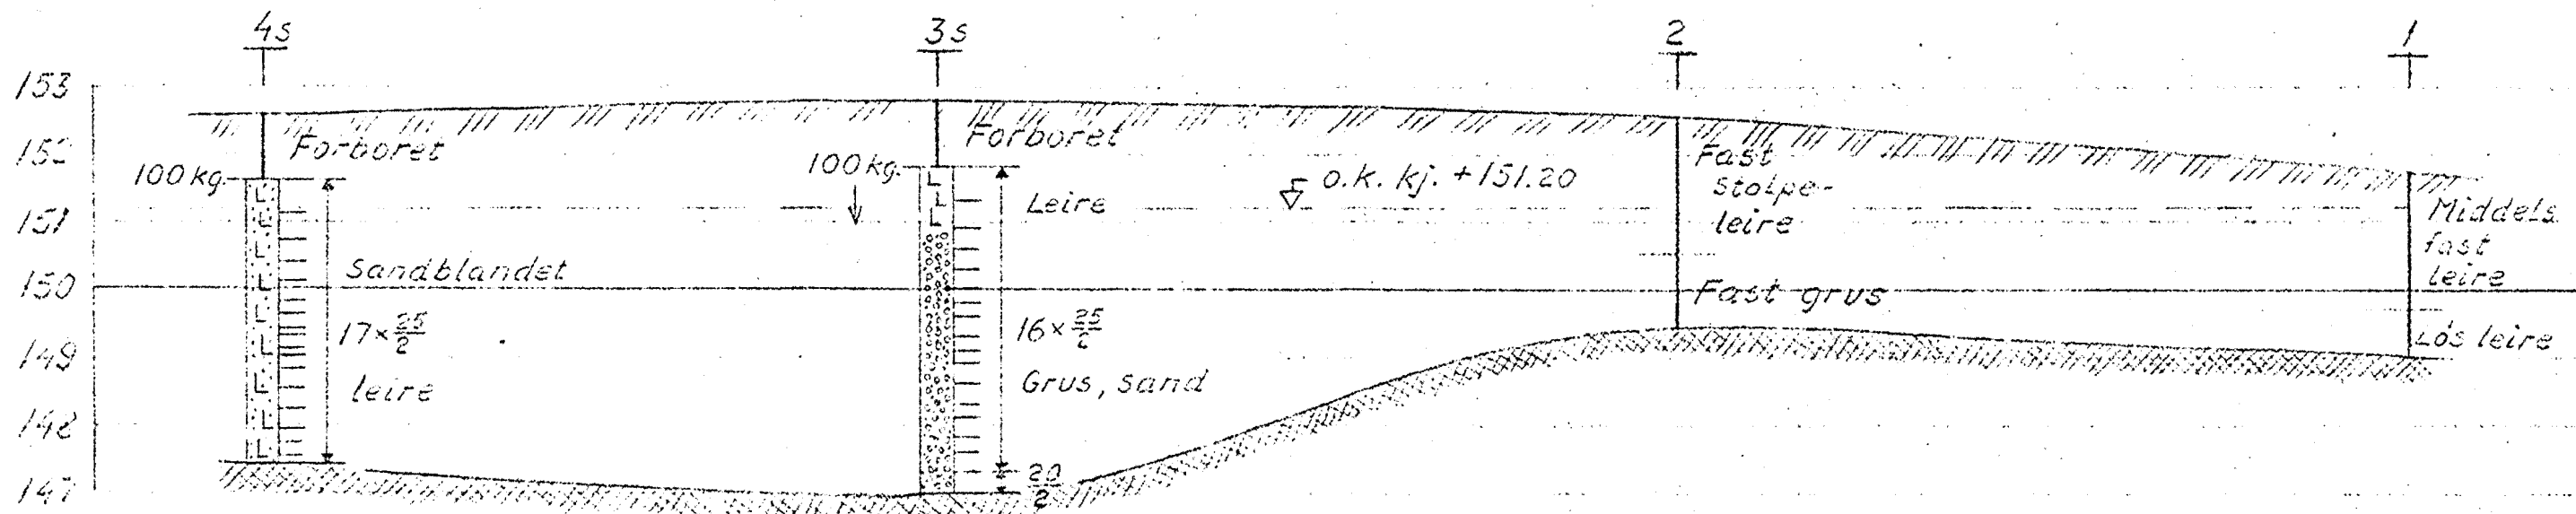 4s
3s
2
1
153
152
151
150
149
148
147
Forboret
100 kg.
Sandblandet
17 × 25/2
leire
Forboret
100 kg.
Leire
16 × 25/2
Grus, sand
20/2
o.k. kj. +151.20
Fast
stolpe-
leire
Fast grus
Middels
fast
leire
Lös leire